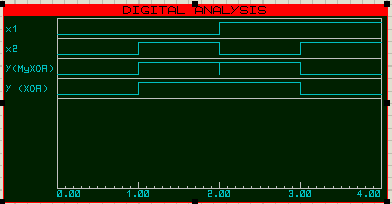 DIGITAL ANALYSIS
x1
x2
Y(MyXOR)
Y (XOR)
0.00 1.00 2.00 3.00 4.00